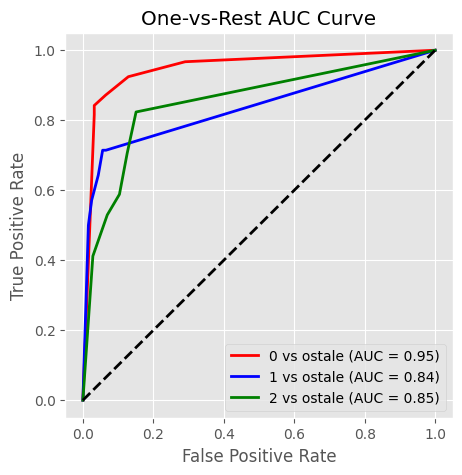 One-vs-Rest AUC Curve
1.0
0.8
0.6
0.4
0.2
0.0
True Positive Rate
0 vs ostale (AUC = 0.95)
1 vs ostale (AUC = 0.84)
2 vs ostale (AUC = 0.85)
0.0 0.2 0.4 0.6 0.8 1.0
False Positive Rate